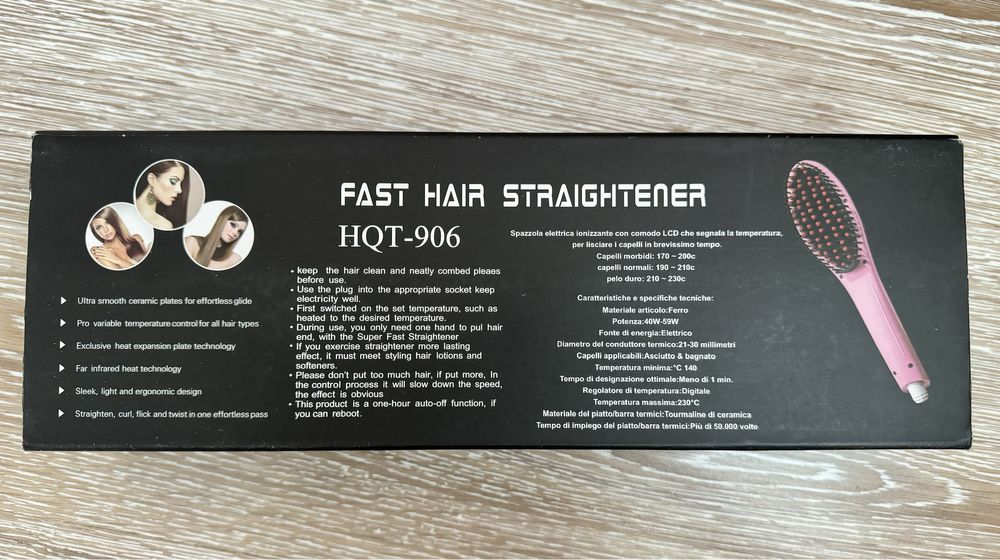 FAST HAIR STRAIGHTENER
HQT-906
Ultra smooth ceramic plates for effortless glide
Pro variable temperature control for all hair types
Exclusive heat expansion plate technology
Far infrared heat technology
Sleek, light and ergonomic design
Straighten, curl, flick and twist in one effortless pass
• keep the hair clean and neatly combed pleaes
before use.
• Use the plug into the appropriate socket keep
electricity well.
• First switched on the set temperature, such as
heated to the desired temperature.
• During use, you only need one hand to pul hair
end, with the Super Fast Straightener
• If you exercise straightener more lasting
effect, it must meet styling hair lotions and
softeners.
• Please don't put too much hair, if put more, In
the control process it will slow down the speed,
the effect is obvious
• This product is a one-hour auto-off function, if
you can reboot.
Spazzola elettrica ionizzante con comodo LCD che segnala la temperatura,
per lisciare i capelli in brevissimo tempo.
Capelli morbidi: 170 ~ 200c
capelli normali: 190 ~ 210c
pelo duro: 210 ~ 230c
Caratteristiche e specifiche tecniche:
Materiale articolo:Ferro
Potenza:40W-59W
Fonte di energia:Elettrico
Diametro del conduttore termico:21-30 millimetri
Capelli applicabili:Asciutto & bagnato
Temperatura minima:°C 140
Tempo di designazione ottimale:Meno di 1 min.
Regolatore di temperatura:Digitale
Temperatura massima:230°C
Materiale del piatto/barra termici:Tourmaline di ceramica
Tempo di impiego del piatto/barra termici:Più di 50.000 volte